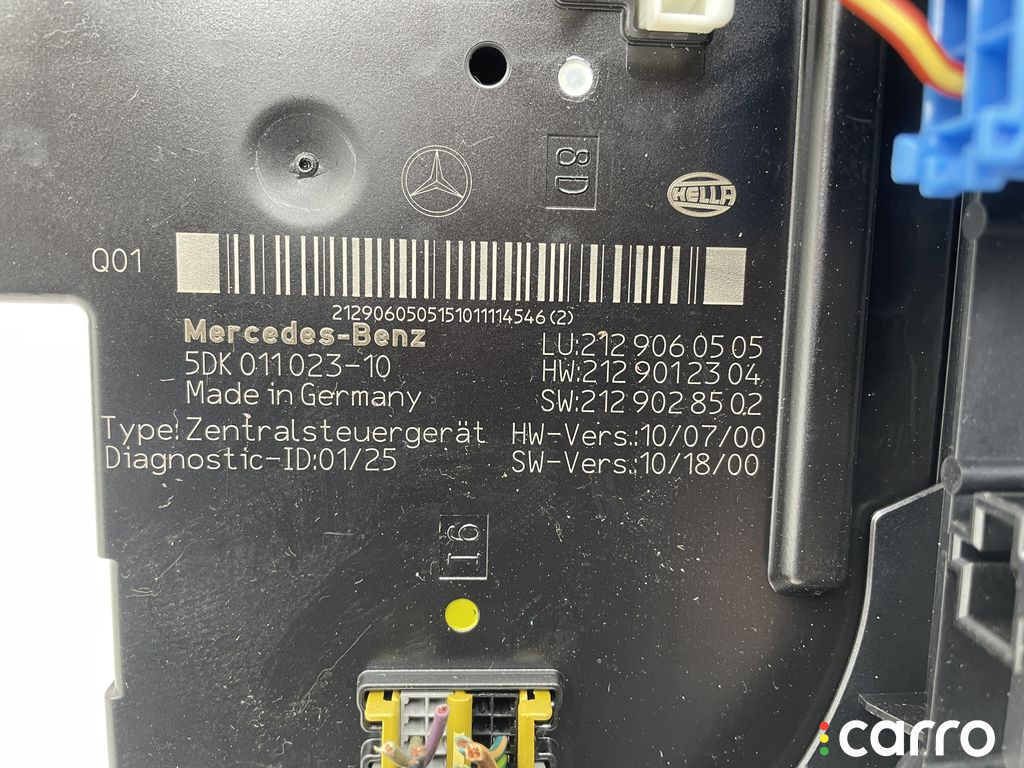 8D
HELLA
Q01
2129060505151011114546(2)
Mercedes-Benz
5DK 011 023-10
Made in Germany
LU:212 906 05 05
HW:212 901 23 04
SW:212 902 85 02
Type: Zentralsteuergerät
Diagnostic-ID:01/25
HW-Vers.:10/07/00
SW-Vers.:10/18/00
16
carro